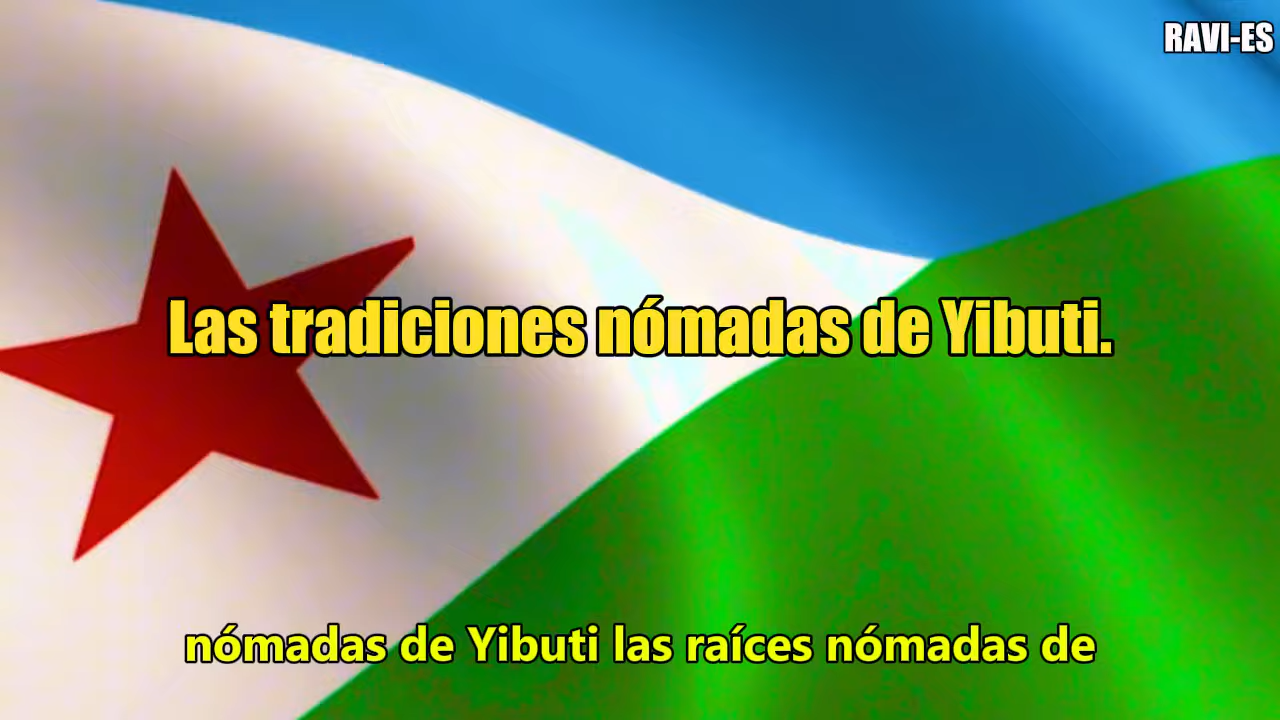 RAVI-ES
Las tradiciones nómadas de Yibuti.
nómadas de Yibuti las raíces nómadas de